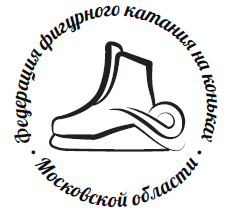 Федерация фигурного катания на коньках
• Московской области •